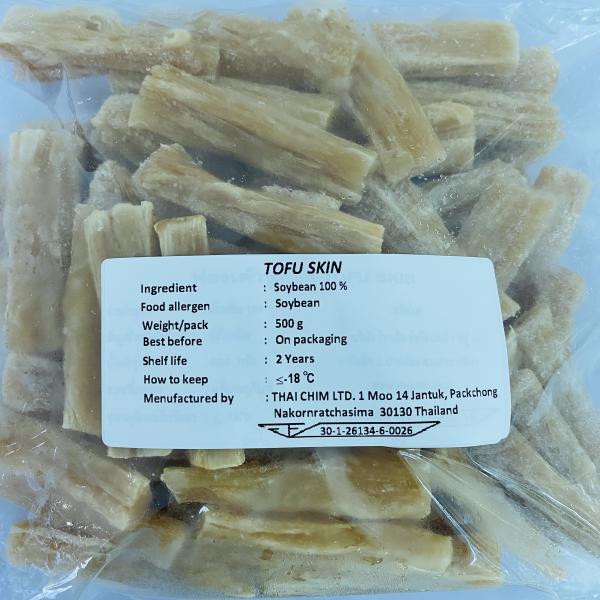 TOFU SKIN
Ingredient : Soybean 100 %
Food allergen : Soybean
Weight/pack : 500 g
Best before : On packaging
Shelf life : 2 Years
How to keep : ≤-18 °C
Manufactured by : THAI CHIM LTD. 1 Moo 14 Jantuk, Packchong
Nakornratchasima 30130 Thailand
30-1-26134-6-0026